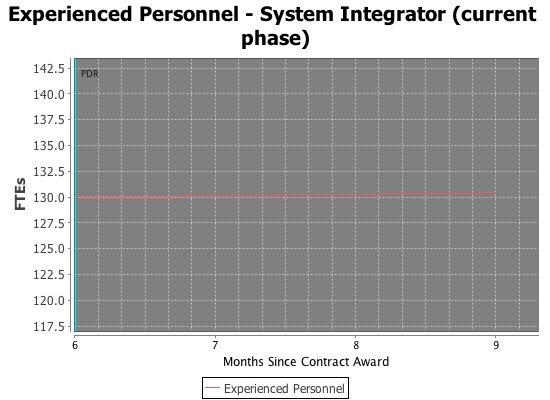 Experienced Personnel - System Integrator (current
phase)
142.5
PDR
140.0
137.5
135.0
132.5
130.0
127.5
125.0
122.5
120.0
117.5
FTEs
6 7 8 9
Months Since Contract Award
Experienced Personnel